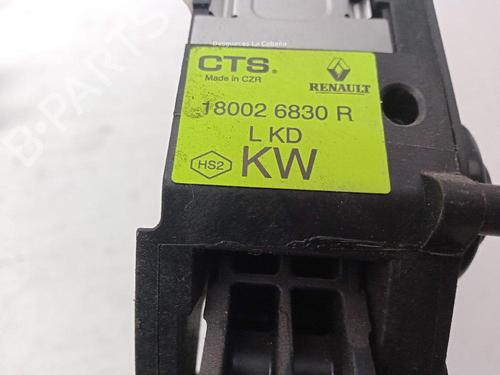 Desguaces La Cabaña
CTS®
Made in CZR
RENAULT
18002 6830 R
L KD
HS2
KW
B-PARTS